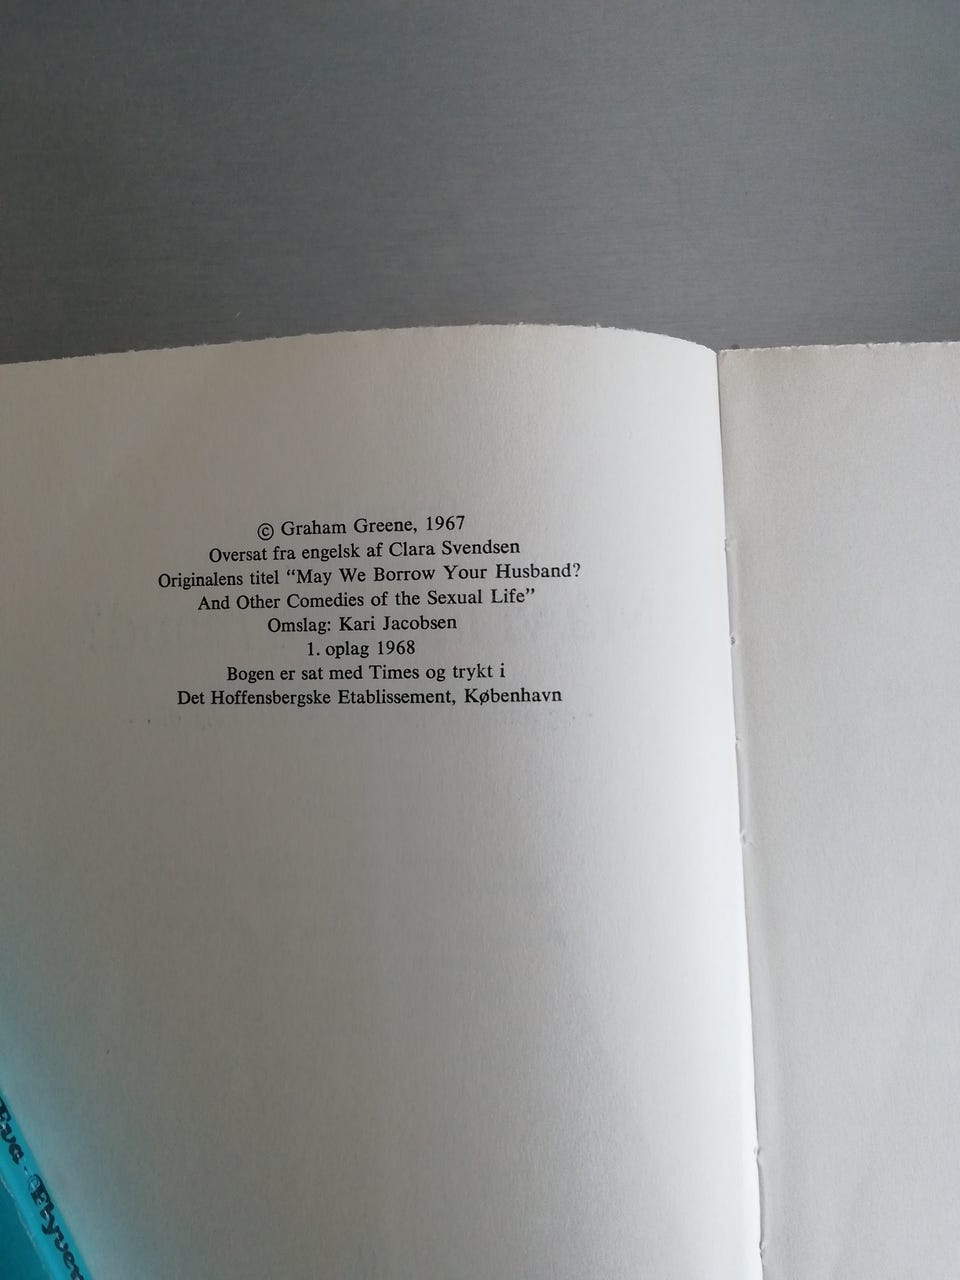 © Graham Greene, 1967
Oversat fra engelsk af Clara Svendsen
Originalens titel “May We Borrow Your Husband?
And Other Comedies of the Sexual Life”
Omslag: Kari Jacobsen
1. oplag 1968
Bogen er sat med Times og trykt i
Det Hoffensbergske Etablissement, København